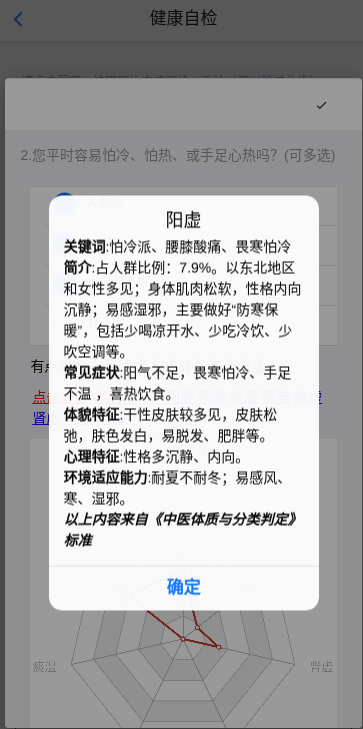 健康自检
2.您平时容易怕冷、怕热、或手足心热吗？(可多选)
阳虚
关键词:怕冷派、腰膝酸痛、畏寒怕冷
简介:占人群比例：7.9%。以东北地区
和女性多见；身体肌肉松软，性格内向
沉静；易感湿邪，主要做好“防寒保
暖”，包括少喝凉开水、少吃冷饮、少
吹空调等。
常见症状:阳气不足，畏寒怕冷、手足
不温 ，喜热饮食。
体貌特征:干性皮肤较多见，皮肤松
弛，肤色发白，易脱发、肥胖等。
心理特征:性格多沉静、内向。
环境适应能力:耐夏不耐冬；易感风、
寒、湿邪。
以上内容来自《中医体质与分类判定》
标准
确定
有点
点击
肾虚
痰湿
肾虚